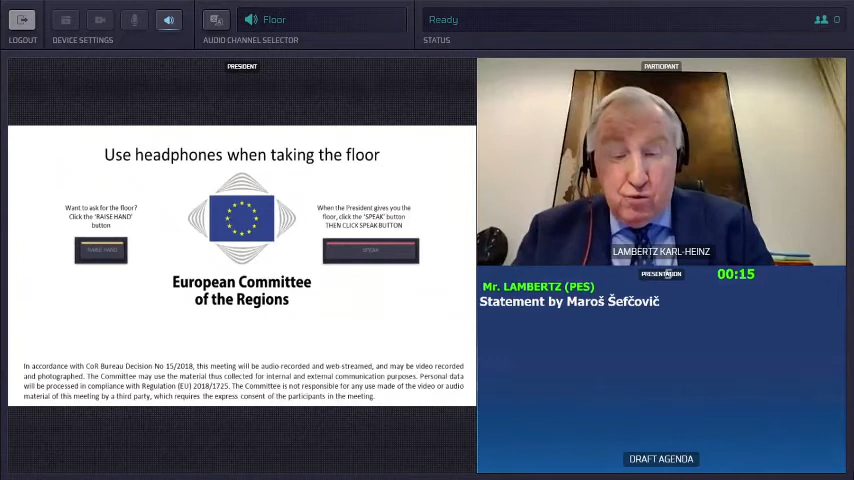 Floor
Ready
0
LOGOUT
DEVICE SETTINGS
AUDIO CHANNEL SELECTOR
STATUS
PRESIDENT
Use headphones when taking the floor
Want to ask for the floor?
Click the 'RAISE HAND'
button
RAISE HAND
When the President gives you the
floor, click the 'SPEAK' button
THEN CLICK SPEAK BUTTON
SPEAK
European Committee
of the Regions
In accordance with CoR Bureau Decision No 15/2018, this meeting will be audio-recorded and web-streamed, and may be video recorded
and photographed. The Committee may use the material thus collected for internal and external communication purposes. Personal data
will be processed in compliance with Regulation (EU) 2018/1725. The Committee is not responsible for any use made of the video or audio
material of this meeting by a third party, which requires the express consent of the participants in the meeting.
PARTICIPANT
LAMBERTZ KARL-HEINZ
PRESENTATION
00:15
Mr. LAMBERTZ (PES)
Statement by Maroš Šefčovič
DRAFT AGENDA